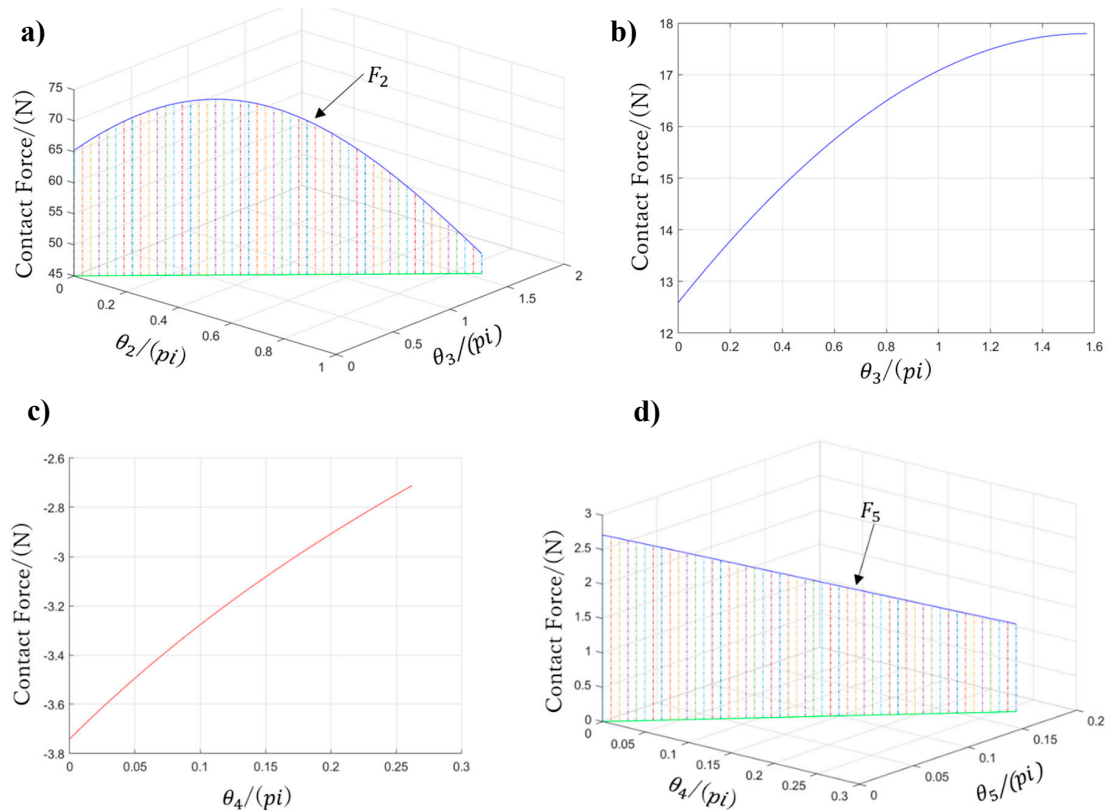 a)
F2
Contact Force/(N)
75
70
65
60
55
50
45
0
0.2
0.4
0.6
0.8
1
θ2/(pi)
0
0.5
1
1.5
2
θ3/(pi)
b)
Contact Force/(N)
18
17
16
15
14
13
12
0 0.2 0.4 0.6 0.8 1.0 1.2 1.4 1.6
θ3/(pi)
c)
Contact Force/(N)
-2.6
-2.8
-3
-3.2
-3.4
-3.6
-3.8
0 0.05 0.1 0.15 0.2 0.25 0.3
θ4/(pi)
d)
F5
Contact Force/(N)
3
2.5
2
1.5
1
0.5
0
0
0.05
0.1
0.15
0.2
0.25
0.3
θ4/(pi)
0
0.05
0.1
0.15
0.2
θ5/(pi)